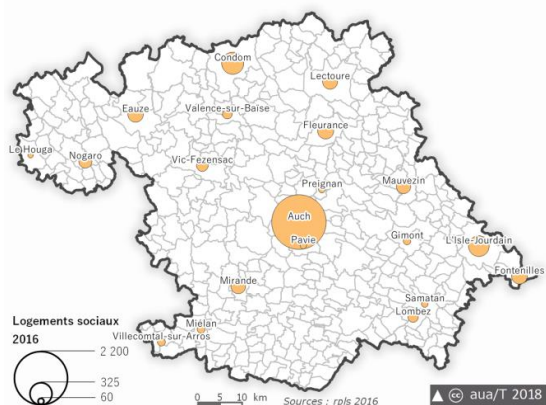 Condom
Lectoure
Eauze
Valence-sur-Baïse
Fleurance
Le Houga
Nogaro
Vic-Fezensac
Preignan
Mauvezin
Auch
Pavie
Gimont
L'Isle-Jourdain
Fontenilles
Mirande
Samatan
Lombez
Miélan
Villecomtal-sur-Arros
Logements sociaux
2016
2 200
325
60
0 5 10 km
Sources : rpls 2016
cc aua/T 2018